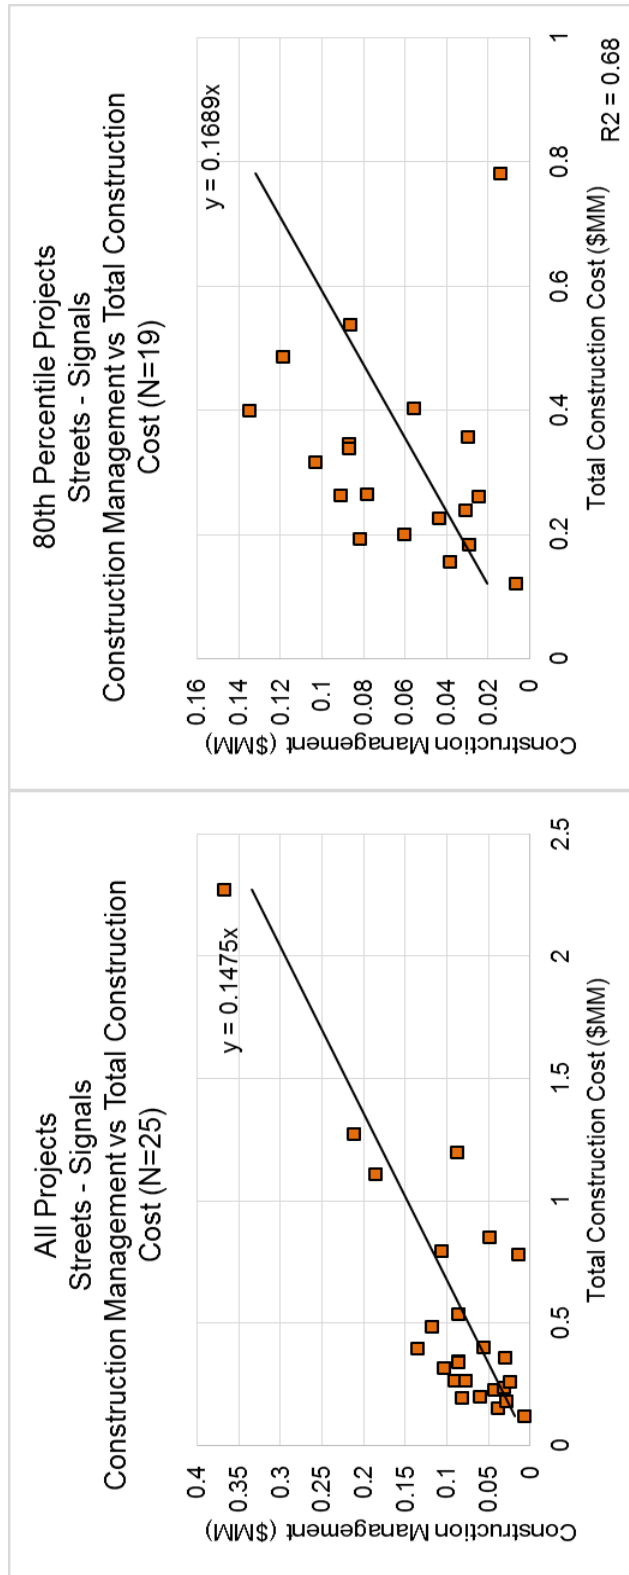 All Projects
Streets - Signals
Construction Management vs Total Construction
Cost (N=25)
Construction Management ($MM)
0.4
0.35
0.3
0.25
0.2
0.15
0.1
0.05
0
y = 0.1475x
0
0.5
1
1.5
2
2.5
Total Construction Cost ($MM)
80th Percentile Projects
Streets - Signals
Construction Management vs Total Construction
Cost (N=19)
Construction Management ($MM)
0.16
0.14
0.12
0.1
0.08
0.06
0.04
0.02
0
y = 0.1689x
0
0.2
0.4
0.6
0.8
1
Total Construction Cost ($MM)
R2 = 0.68